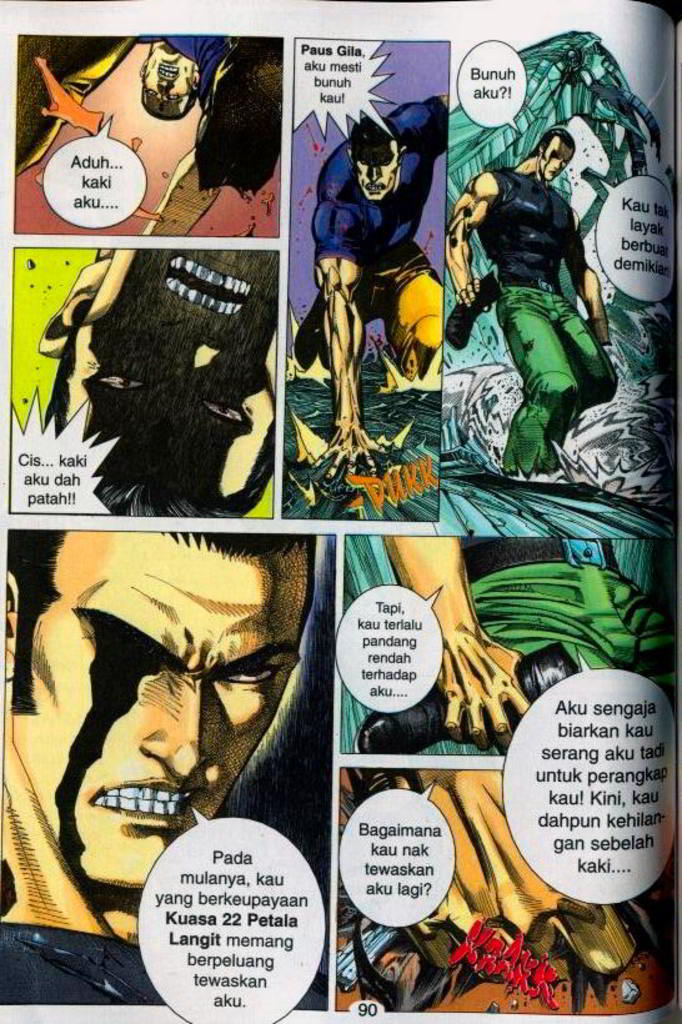 Aduh...
kaki
aku....
Cis... kaki
aku dah
patah!!
Paus Gila,
aku mesti
bunuh
kau!
DUKK
Bunuh
aku?!
Kau tak
layak
berbuat
demikian
Pada
mulanya, kau
yang berkeupayaan
Kuasa 22 Petala
Langit memang
berpeluang
tewaskan
aku.
Tapi,
kau terlalu
pandang
rendah
terhadap
aku....
Aku sengaja
biarkan kau
serang aku tadi
untuk perangkap
kau! Kini, kau
dahpun kehilan-
gan sebelah
kaki....
Bagaimana
kau nak
tewaskan
aku lagi?
90